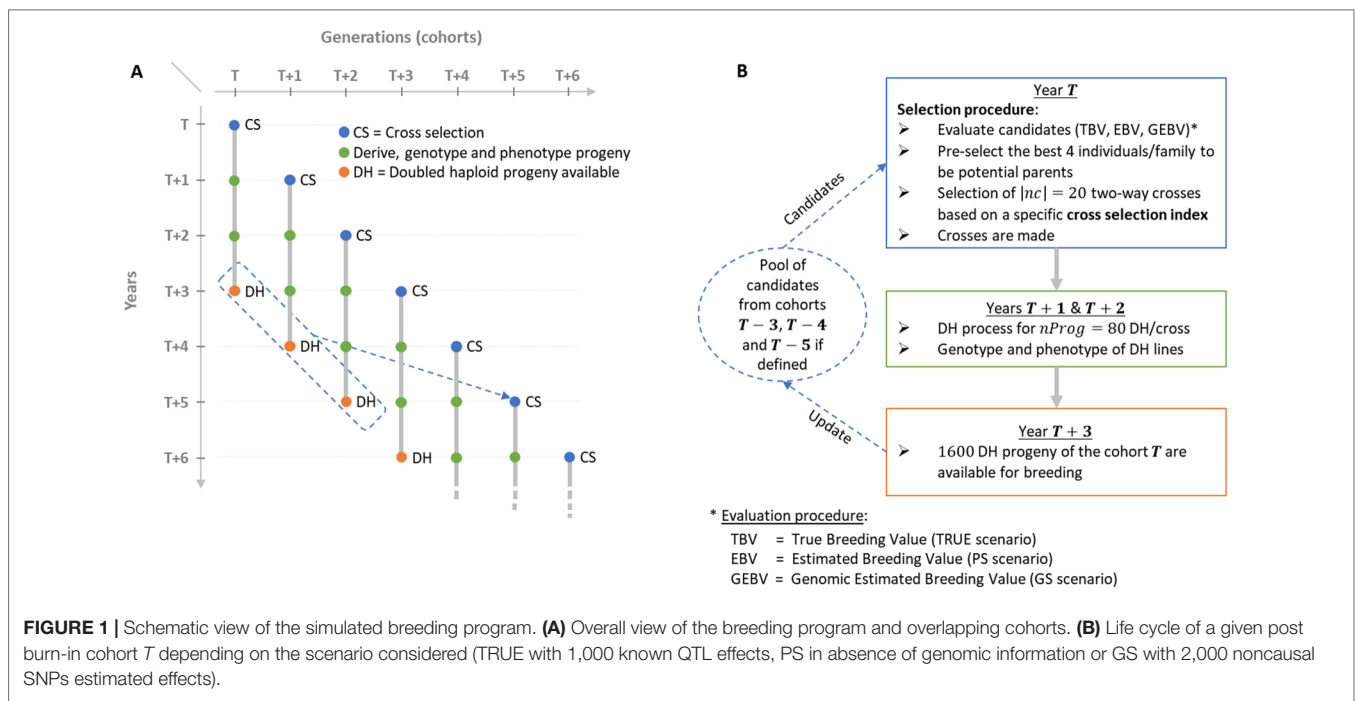 Generations (cohorts)
A
T T+1 T+2 T+3 T+4 T+5 T+6
Years
T
T+1
T+2
T+3
T+4
T+5
T+6
CS
CS
CS
DH
CS
DH
CS
DH
CS
DH
CS
CS = Cross selection
Derive, genotype and phenotype progeny
DH = Doubled haploid progeny available
B
Year T
Selection procedure:
➢ Evaluate candidates (TBV, EBV, GEBV)*
➢ Pre-select the best 4 individuals/family to
be potential parents
➢ Selection of |nc| = 20 two-way crosses
based on a specific cross selection index
➢ Crosses are made
Candidates
Pool of
candidates
from cohorts
T − 3, T − 4
and T − 5 if
defined
Update
Years T + 1 & T + 2
➢ DH process for nProg = 80 DH/cross
➢ Genotype and phenotype of DH lines
Year T + 3
➢ 1600 DH progeny of the cohort T are
available for breeding
* Evaluation procedure:
TBV = True Breeding Value (TRUE scenario)
EBV = Estimated Breeding Value (PS scenario)
GEBV = Genomic Estimated Breeding Value (GS scenario)
FIGURE 1 | Schematic view of the simulated breeding program. (A) Overall view of the breeding program and overlapping cohorts. (B) Life cycle of a given post
burn-in cohort T depending on the scenario considered (TRUE with 1,000 known QTL effects, PS in absence of genomic information or GS with 2,000 noncausal
SNPs estimated effects).